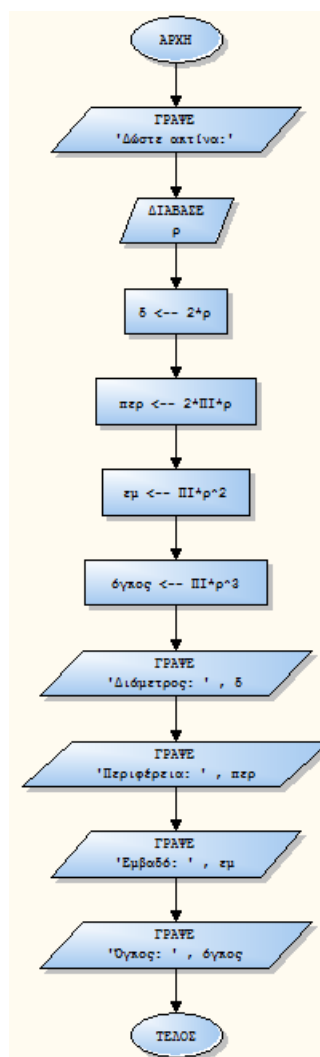 ΑΡΧΗ
ΓΡΑΨΕ
'Δώστε ακτίνα:'
ΔΙΑΒΑΣΕ
ρ
δ <-- 2*ρ
περ <-- 2*ΠΙ*ρ
εμ <-- ΠΙ*ρ^2
όγκος <-- ΠΙ*ρ^3
ΓΡΑΨΕ
'Διάμετρος: ' , δ
ΓΡΑΨΕ
'Περιφέρεια: ' , περ
ΓΡΑΨΕ
'Εμβαδό: ' , εμ
ΓΡΑΨΕ
'Όγκος: ' , όγκος
ΤΕΛΟΣ